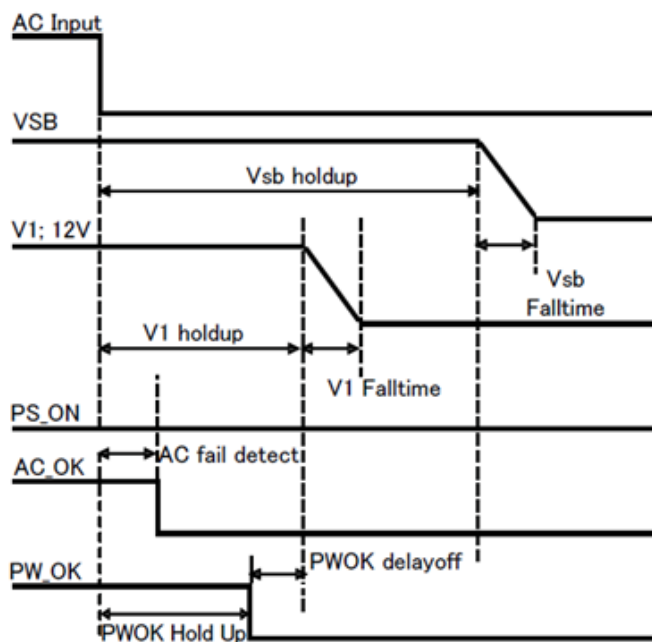 AC Input
VSB
Vsb holdup
V1; 12V
Vsb
Falltime
V1 holdup
V1 Falltime
PS_ON
AC fail detect
AC_OK
PWOK delayoff
PW_OK
PWOK Hold Up